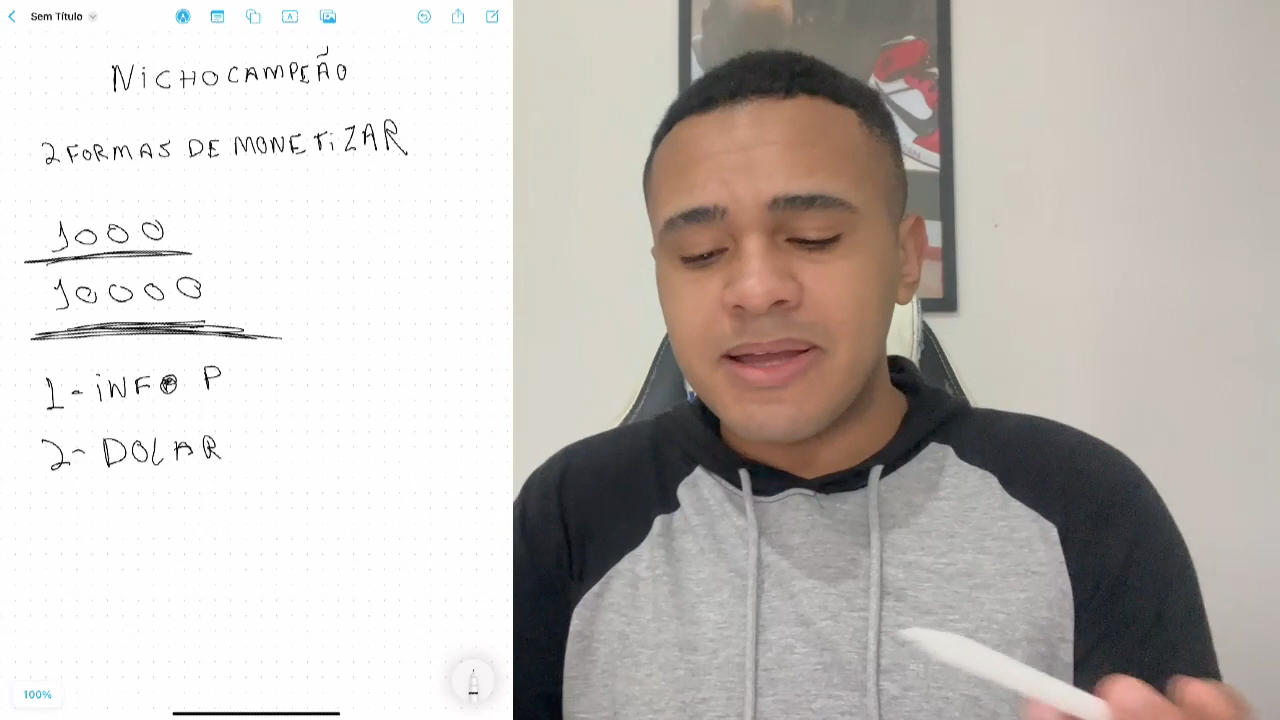 Sem Título
NICHO CAMPEÃO
2 FORMAS DE MONETIZAR
1000
10000
1- INFO P
2- DOLAR
100%